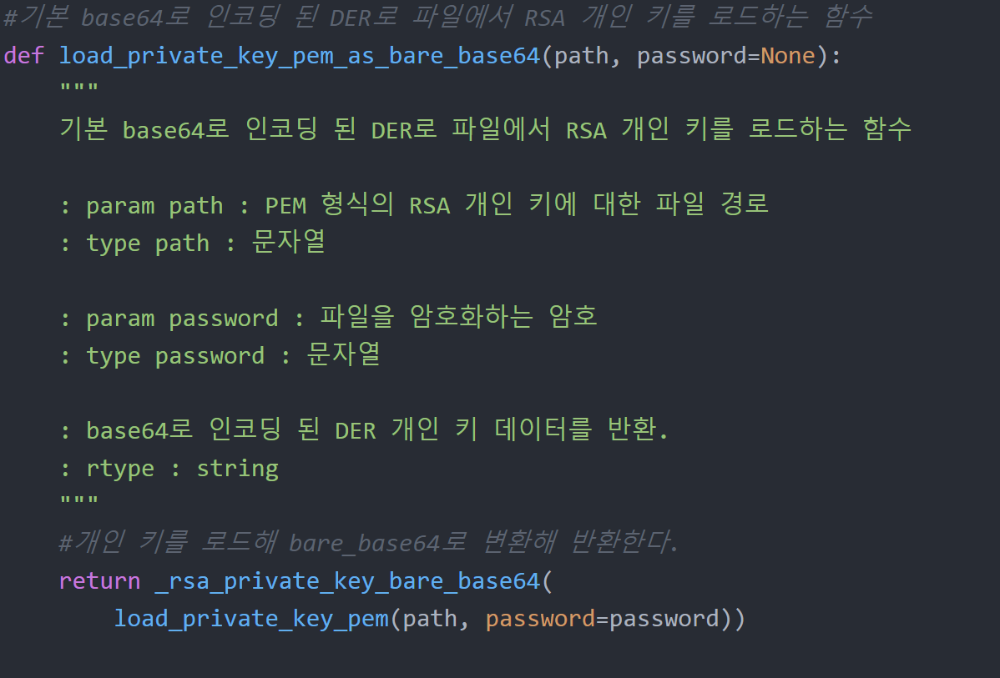 #기본 base64로 인코딩 된 DER로 파일에서 RSA 개인 키를 로드하는 함수
def load_private_key_pem_as_bare_base64(path, password=None):
"""
기본 base64로 인코딩 된 DER로 파일에서 RSA 개인 키를 로드하는 함수
: param path : PEM 형식의 RSA 개인 키에 대한 파일 경로
: type path : 문자열
: param password : 파일을 암호화하는 암호
: type password : 문자열
: base64로 인코딩 된 DER 개인 키 데이터를 반환.
: rtype : string
"""
#개인 키를 로드해 bare_base64로 변환해 반환한다.
return _rsa_private_key_bare_base64(
load_private_key_pem(path, password=password))